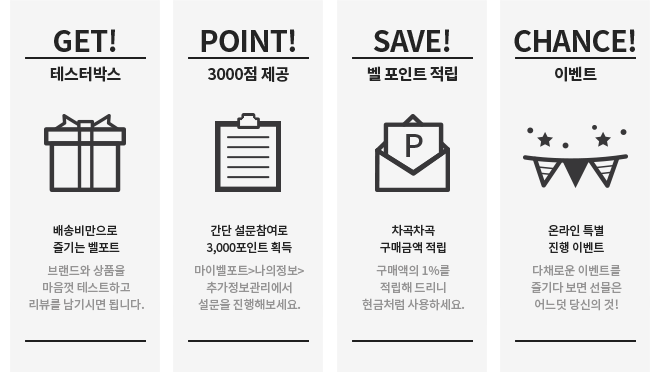 GET!
테스터박스
배송비만으로
즐기는 벨포트
브랜드와 상품을
마음껏 테스트하고
리뷰를 남기시면 됩니다.
POINT!
3000점 제공
간단 설문참여로
3,000포인트 획득
마이벨포트>나의정보>
추가정보관리에서
설문을 진행해보세요.
SAVE!
벨 포인트 적립
P
차곡차곡
구매금액 적립
구매액의 1%를
적립해 드리니
현금처럼 사용하세요.
CHANCE!
이벤트
온라인 특별
진행 이벤트
다채로운 이벤트를
즐기다 보면 선물은
어느덧 당신의 것!